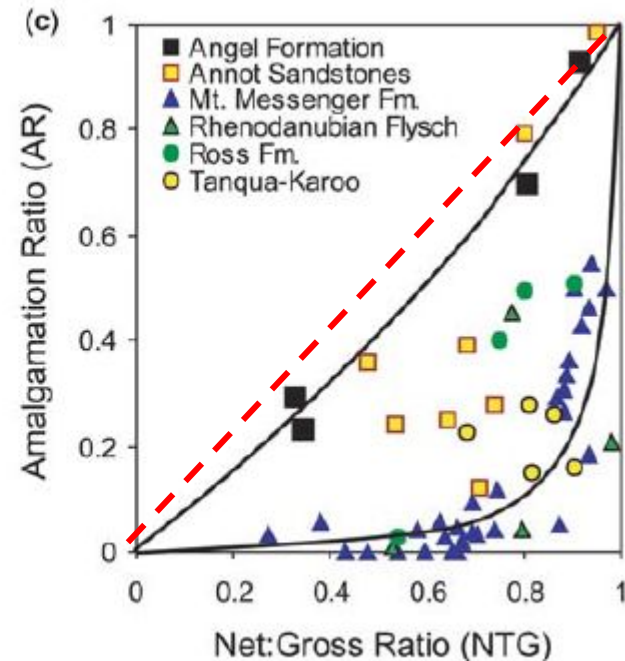 (c)
Angel Formation
Annot Sandstones
Mt. Messenger Fm.
Rhenodanubian Flysch
Ross Fm.
Tanqua-Karoo
Amalgamation Ratio (AR)
1
0.8
0.6
0.4
0.2
0
0
0.2
0.4
0.6
0.8
1
Net:Gross Ratio (NTG)